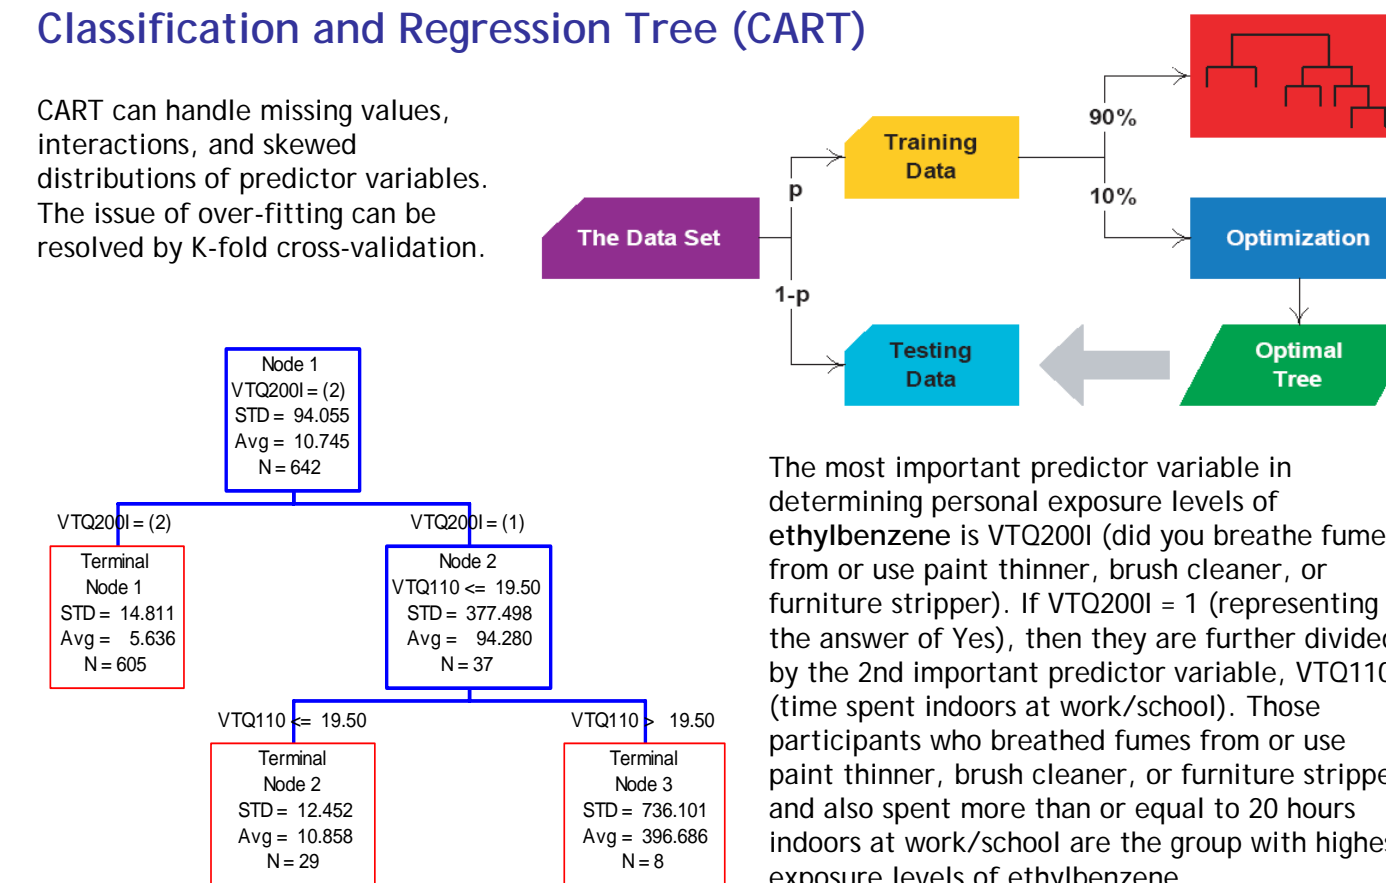 Classification and Regression Tree (CART)
CART can handle missing values,
interactions, and skewed
distributions of predictor variables.
The issue of over-fitting can be
resolved by K-fold cross-validation.
The Data Set
p
1-p
Training
Data
90%
10%
Optimization
Testing
Data
Optimal
Tree
Node 1
VTQ200I = (2)
STD = 94.055
Avg = 10.745
N = 642
VTQ200I = (2)
VTQ200I = (1)
Terminal
Node 1
STD = 14.811
Avg = 5.636
N = 605
Node 2
VTQ110 <= 19.50
STD = 377.498
Avg = 94.280
N = 37
VTQ110 <= 19.50
VTQ110 > 19.50
Terminal
Node 2
STD = 12.452
Avg = 10.858
N = 29
Terminal
Node 3
STD = 736.101
Avg = 396.686
N = 8
The most important predictor variable in
determining personal exposure levels of
ethylbenzene is VTQ200I (did you breathe fume
from or use paint thinner, brush cleaner, or
furniture stripper). If VTQ200I = 1 (representing
the answer of Yes), then they are further divided
by the 2nd important predictor variable, VTQ110
(time spent indoors at work/school). Those
participants who breathed fumes from or use
paint thinner, brush cleaner, or furniture strippe
and also spent more than or equal to 20 hours
indoors at work/school are the group with highes
exposure levels of ethylbenzene